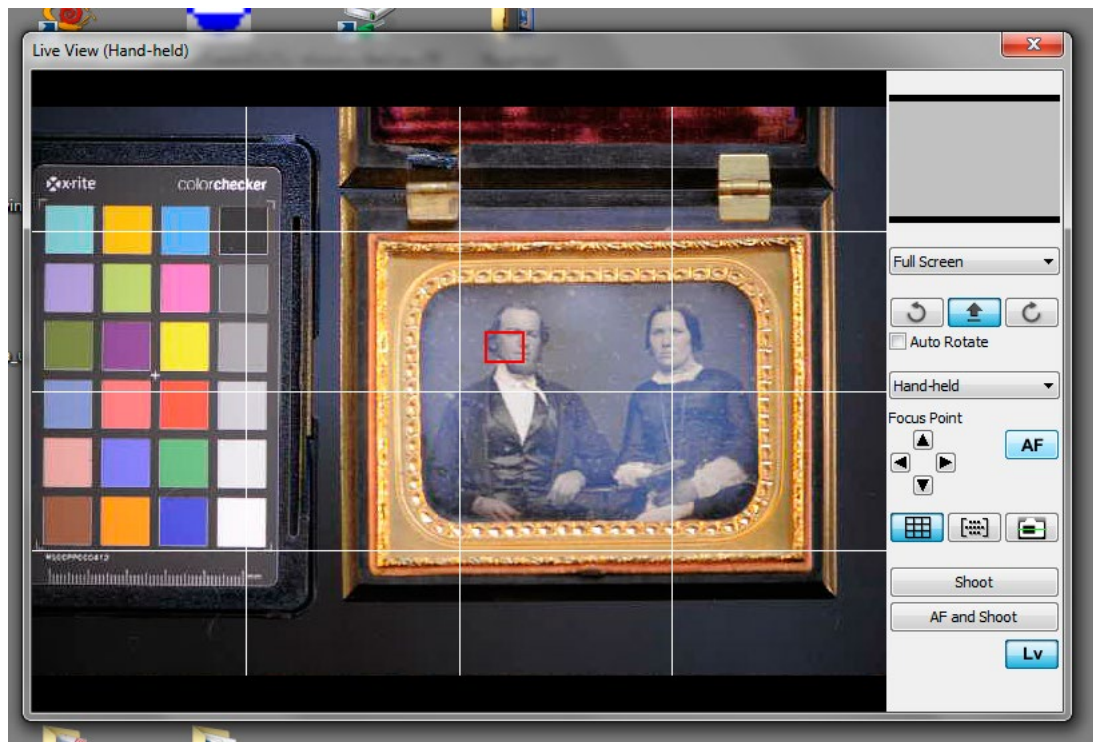 Live View (Hand-held)
x-rite
colorchecker
Full Screen
Auto Rotate
Hand-held
Focus Point
AF
Shoot
AF and Shoot
Lv